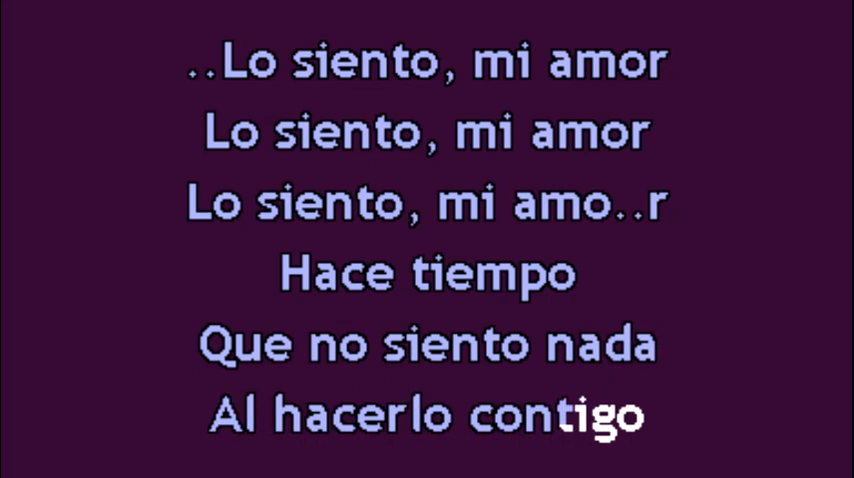 ..Lo siento, mi amor
Lo siento, mi amor
Lo siento, mi amo..r
Hace tiempo
Que no siento nada
Al hacerlo contigo